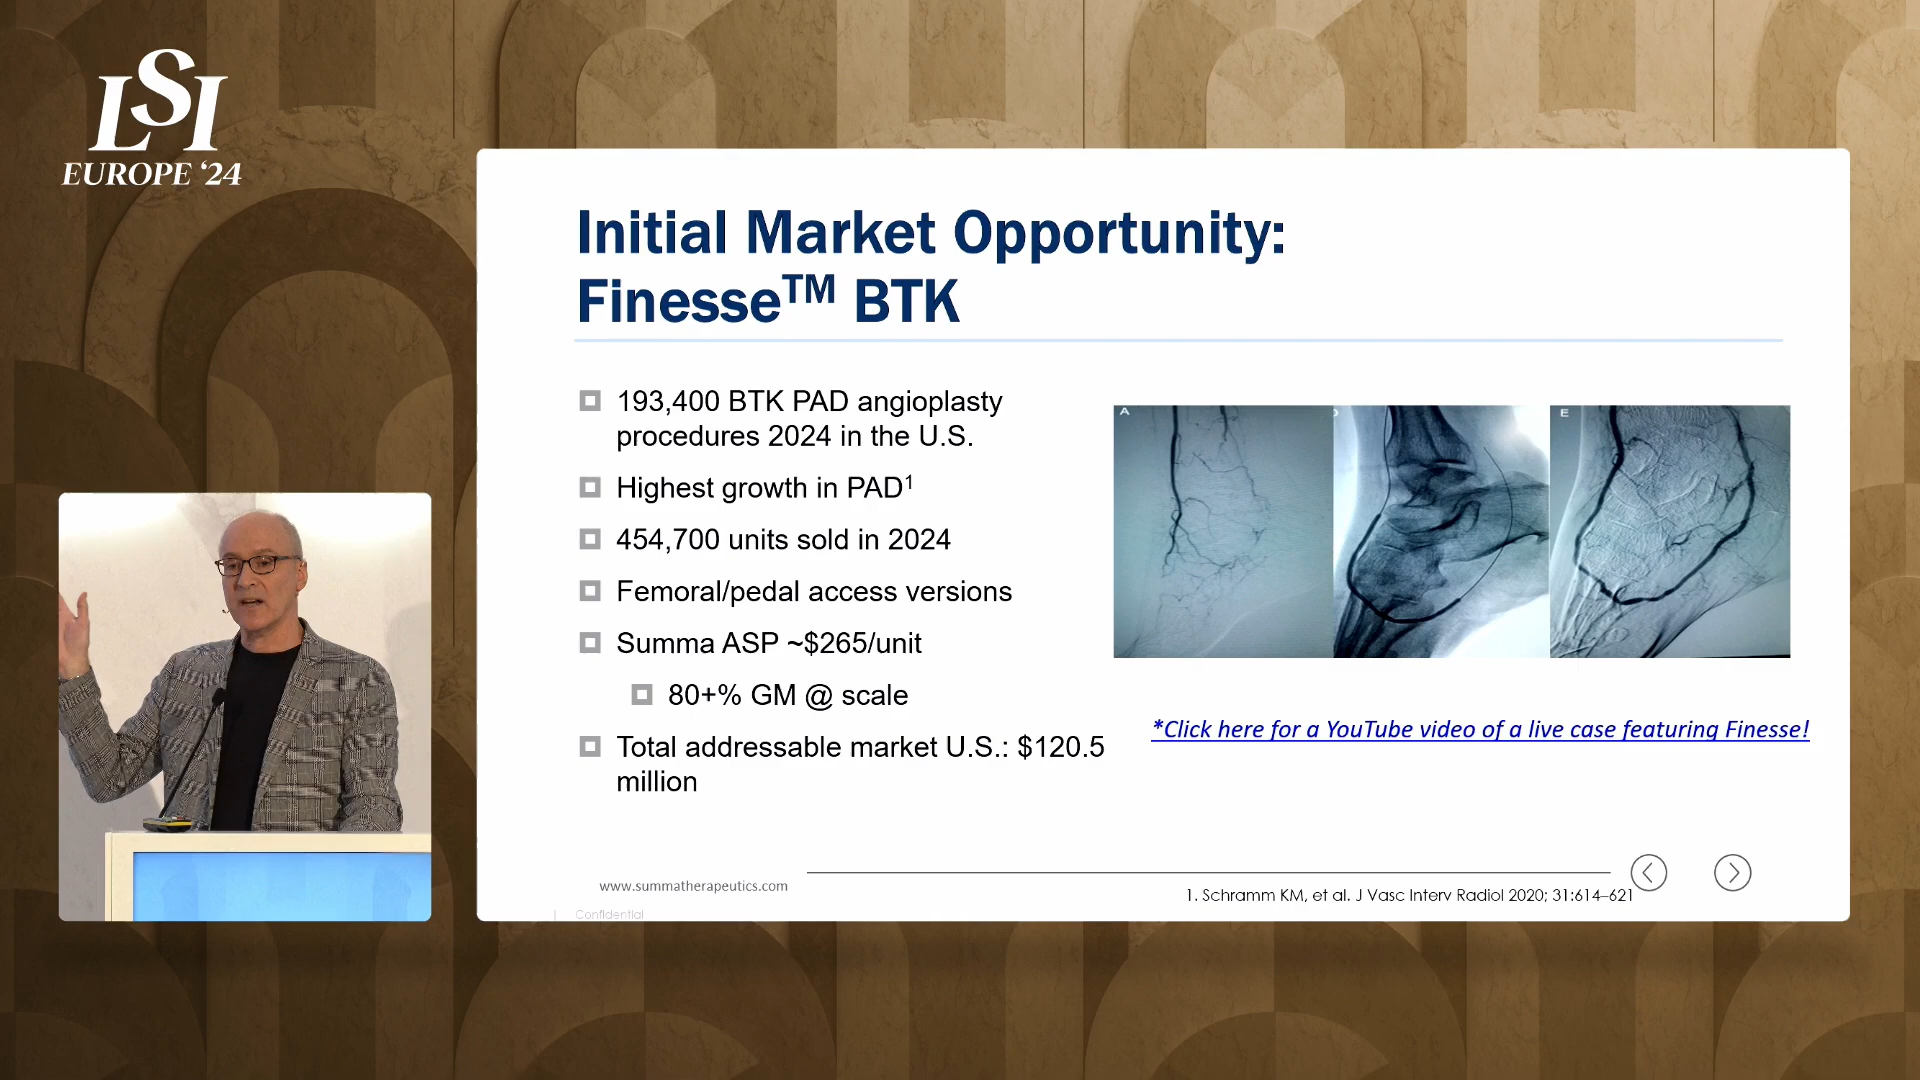 LSI
EUROPE ‘24
Initial Market Opportunity:
Finesse™ BTK
193,400 BTK PAD angioplasty
procedures 2024 in the U.S.
Highest growth in PAD¹
454,700 units sold in 2024
Femoral/pedal access versions
Summa ASP ~$265/unit
80+% GM @ scale
Total addressable market U.S.: $120.5
million
A
E
*Click here for a YouTube video of a live case featuring Finesse!
www.summatherapeutics.com
1. Schramm KM, et al. J Vasc Interv Radiol 2020; 31:614–621
Confidential